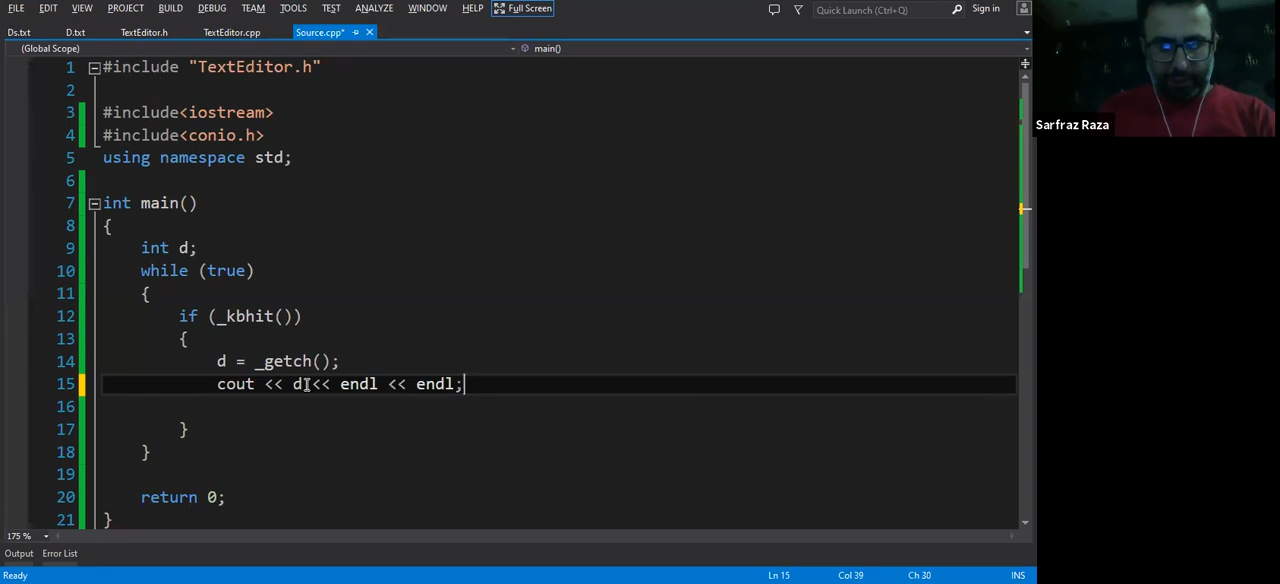 FILE EDIT VIEW PROJECT BUILD DEBUG TEAM TOOLS TEST ANALYZE WINDOW HELP Full Screen Quick Launch (Ctrl+Q) Sign in
Ds.txt D.txt TextEditor.h TextEditor.cpp Source.cpp*
(Global Scope) main()
1 #include "TextEditor.h"
2
3 #include<iostream>
4 #include<conio.h>
5 using namespace std;
6
7 int main()
8 {
9 int d;
10 while (true)
11 {
12 if (_kbhit())
13 {
14 d = _getch();
15 cout << d << endl << endl;
16
17 }
18 }
19
20 return 0;
21 }
175 %
Output Error List
Ready Ln 15 Col 39 Ch 30 INS
Sarfraz Raza